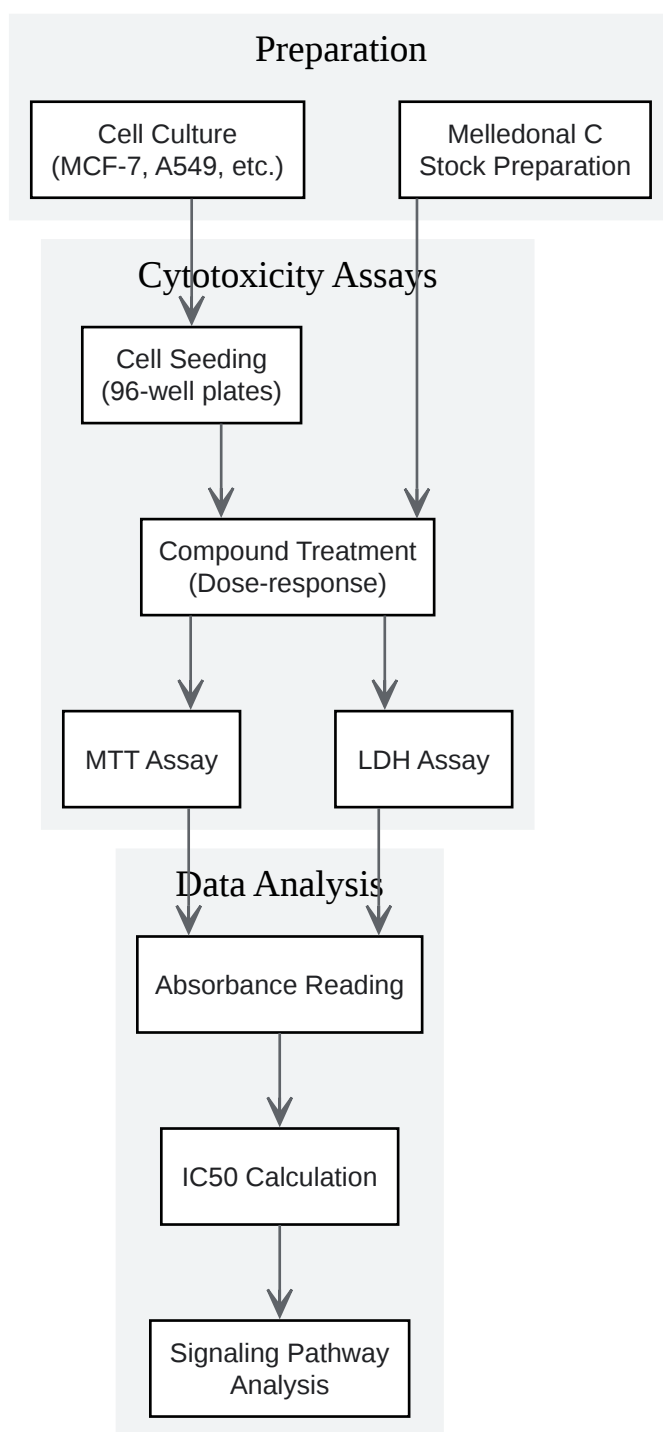 Preparation
Cell Culture
(MCF-7, A549, etc.)
Melledonal C
Stock Preparation
Cytotoxicity Assays
Cell Seeding
(96-well plates)
Compound Treatment
(Dose-response)
MTT Assay
LDH Assay
Data Analysis
Absorbance Reading
IC50 Calculation
Signaling Pathway
Analysis